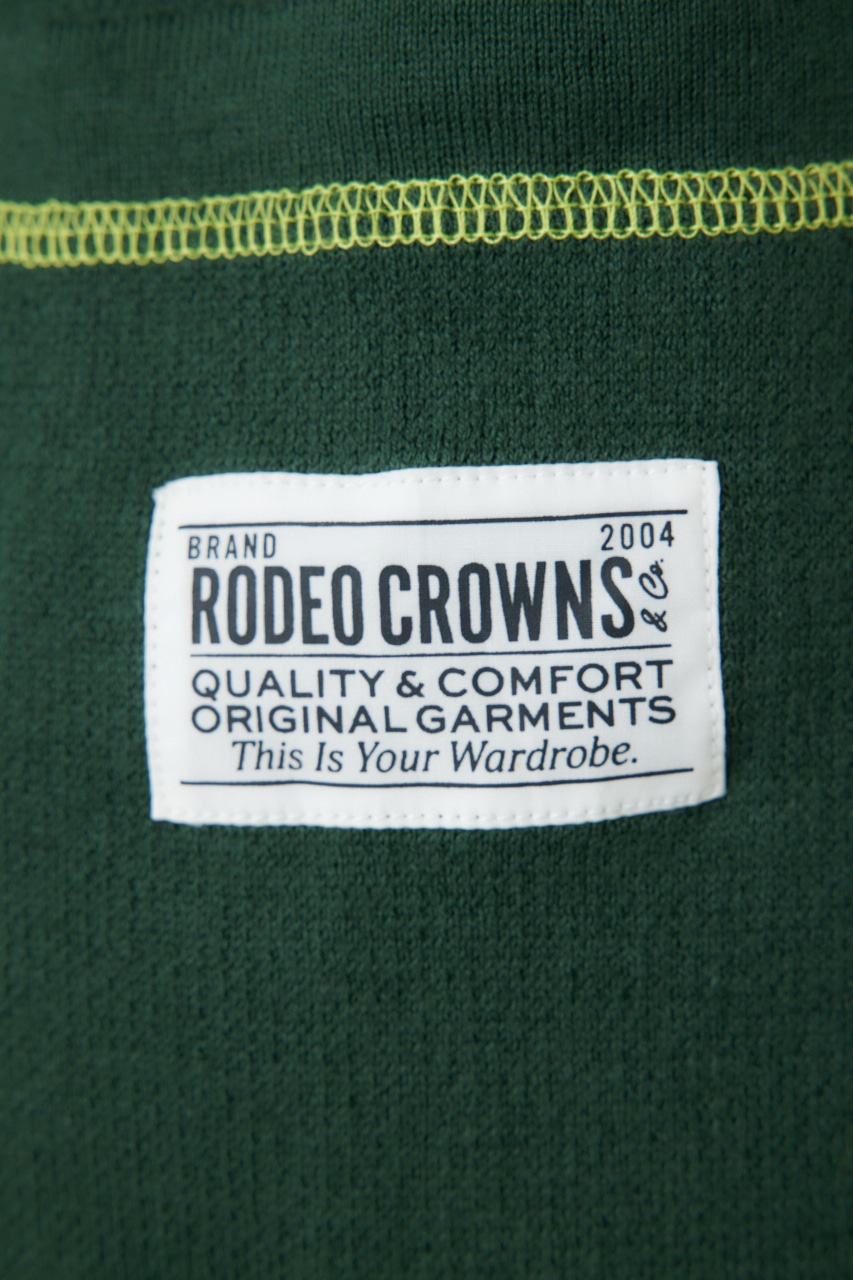 BRAND 2004
RODEO CROWNS & Co.
QUALITY & COMFORT
ORIGINAL GARMENTS
This Is Your Wardrobe.